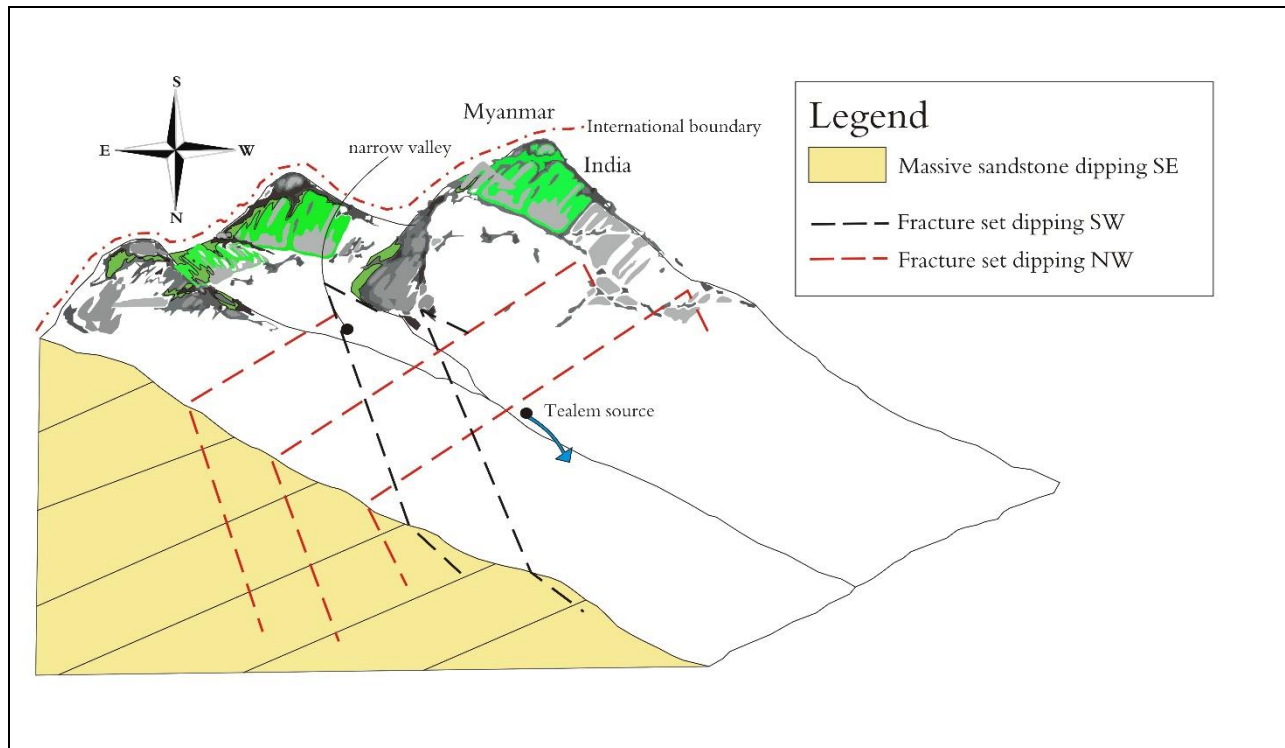 S
E
W
N
narrow valley
Myanmar
International boundary
India
Tealem source
Legend
Massive sandstone dipping SE
Fracture set dipping SW
Fracture set dipping NW